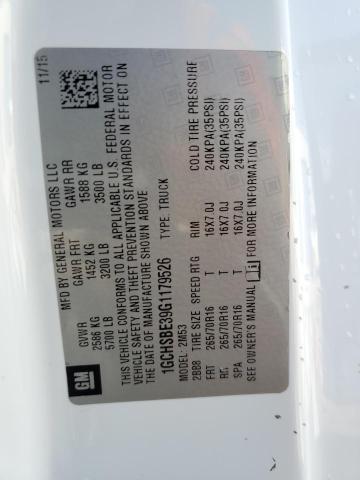 MFD BY GENERAL MOTORS LLC 11/15
GVWR GAWR FRT GAWR RR
2586 KG 1452 KG 1588 KG
5700 LB 3200 LB 3500 LB
THIS VEHICLE CONFORMS TO ALL APPLICABLE U.S. FEDERAL MOTOR
VEHICLE SAFETY AND THEFT PREVENTION STANDARDS IN EFFECT ON
THE DATE OF MANUFACTURE SHOWN ABOVE
1GCHSBE39G1179526 TYPE: TRUCK
MODEL: 2M53
2BB8 TIRE SIZE SPEED RTG RIM COLD TIRE PRESSURE
FRT 265/70R16 T 16X7.0J 240KPA(35PSI)
RR 265/70R16 T 16X7.0J 240KPA(35PSI)
SPA 265/70R16 T 16X7.0J 240KPA(35PSI)
SEE OWNER'S MANUAL FOR MORE INFORMATION
GM